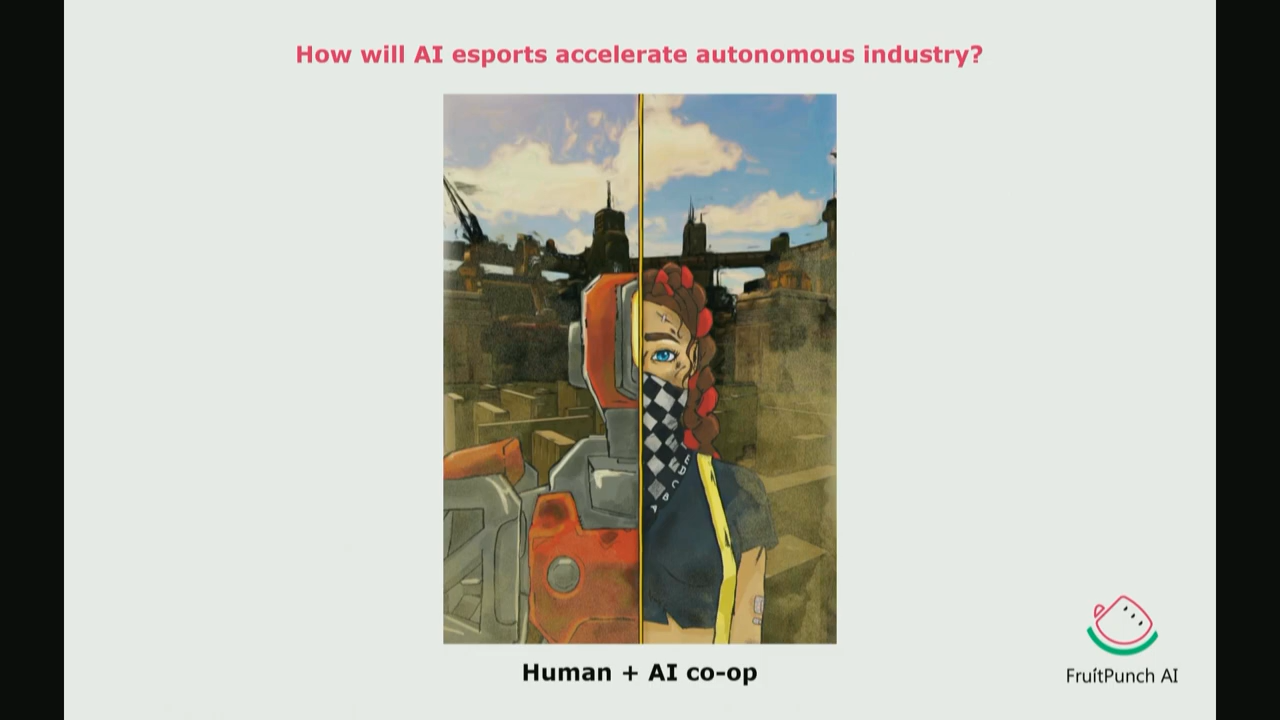 How will AI esports accelerate autonomous industry?
Human + AI co-op
FruitPunch AI